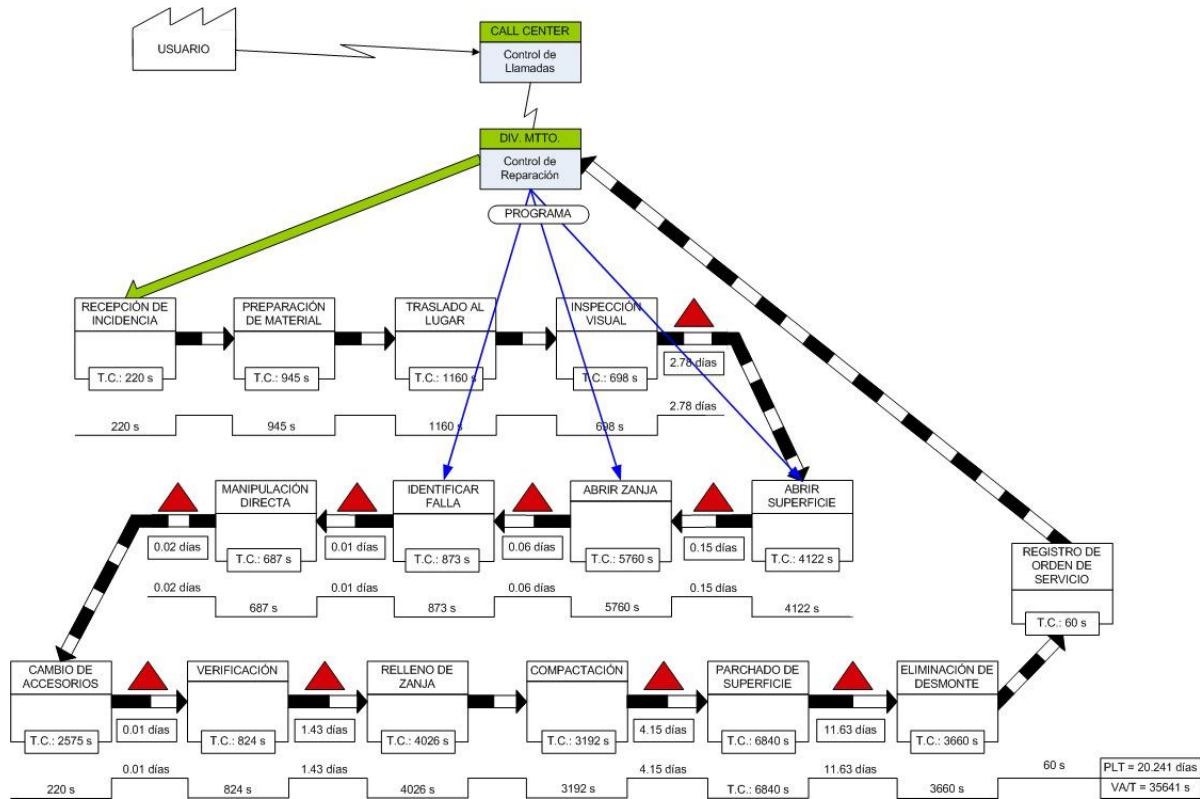 USUARIO
CALL CENTER
Control de
Llamadas
DIV. MTTO.
Control de
Reparación
PROGRAMA
RECEPCIÓN DE
INCIDENCIA
T.C.: 220 s
PREPARACIÓN
DE MATERIAL
T.C.: 945 s
TRASLADO AL
LUGAR
T.C.: 1160 s
INSPECCIÓN
VISUAL
T.C.: 698 s
2.78 días
220 s
945 s
1160 s
698 s
2.78 días
0.02 días
MANIPULACIÓN
DIRECTA
T.C.: 687 s
0.01 días
IDENTIFICAR
FALLA
T.C.: 873 s
0.06 días
ABRIR ZANJA
T.C.: 5760 s
0.15 días
ABRIR
SUPERFICIE
T.C.: 4122 s
0.02 días
687 s
0.01 días
873 s
0.06 días
5760 s
0.15 días
4122 s
REGISTRO DE
ORDEN DE
SERVICIO
T.C.: 60 s
CAMBIO DE
ACCESORIOS
T.C.: 2575 s
0.01 días
VERIFICACIÓN
T.C.: 824 s
1.43 días
RELLENO DE
ZANJA
T.C.: 4026 s
COMPACTACIÓN
T.C.: 3192 s
4.15 días
PARCHADO DE
SUPERFICIE
T.C.: 6840 s
11.63 días
ELIMINACIÓN DE
DESMONTE
T.C.: 3660 s
220 s
0.01 días
824 s
1.43 días
4026 s
3192 s
4.15 días
T.C.: 6840 s
11.63 días
3660 s
60 s
PLT = 20.241 días
VA/T = 35641 s